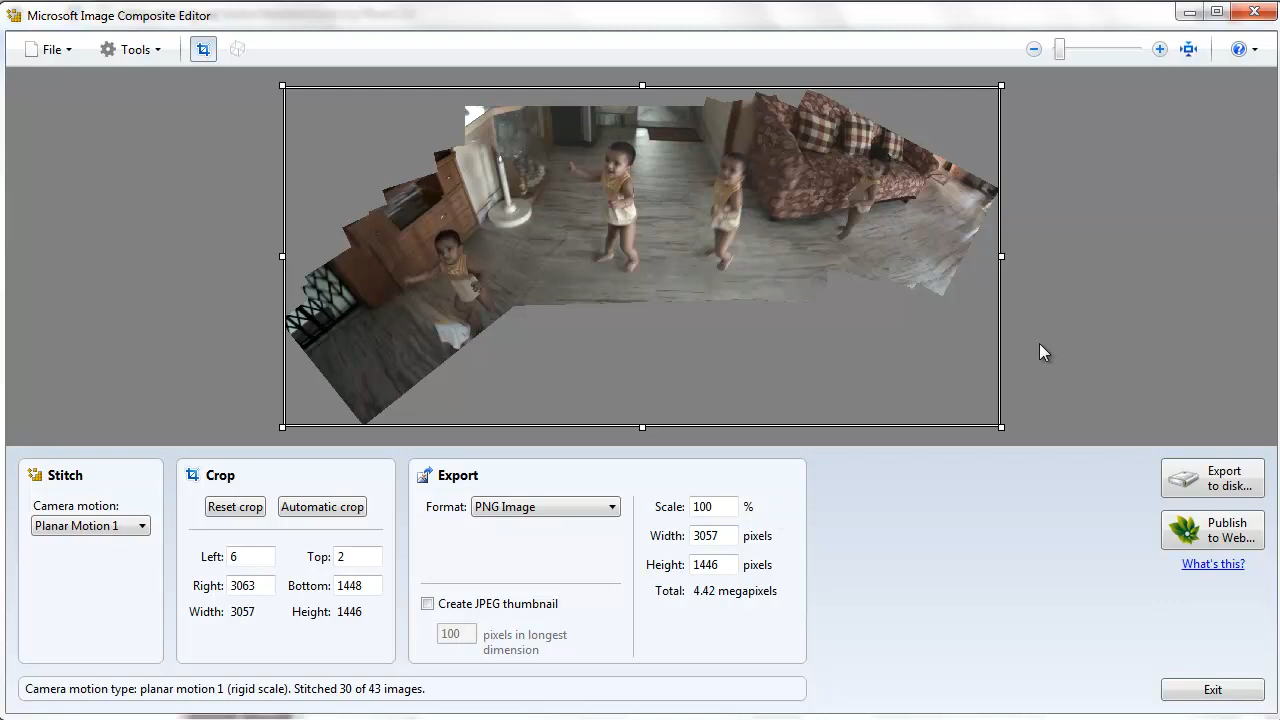 Microsoft Image Composite Editor
File
Tools
Stitch
Camera motion:
Planar Motion 1
Crop
Reset crop
Automatic crop
Left: 6
Top: 2
Right: 3063
Bottom: 1448
Width: 3057
Height: 1446
Export
Format: PNG Image
Create JPEG thumbnail
100 pixels in longest
dimension
Scale: 100 %
Width: 3057 pixels
Height: 1446 pixels
Total: 4.42 megapixels
Export
to disk...
Publish
to Web...
What's this?
Camera motion type: planar motion 1 (rigid scale). Stitched 30 of 43 images.
Exit